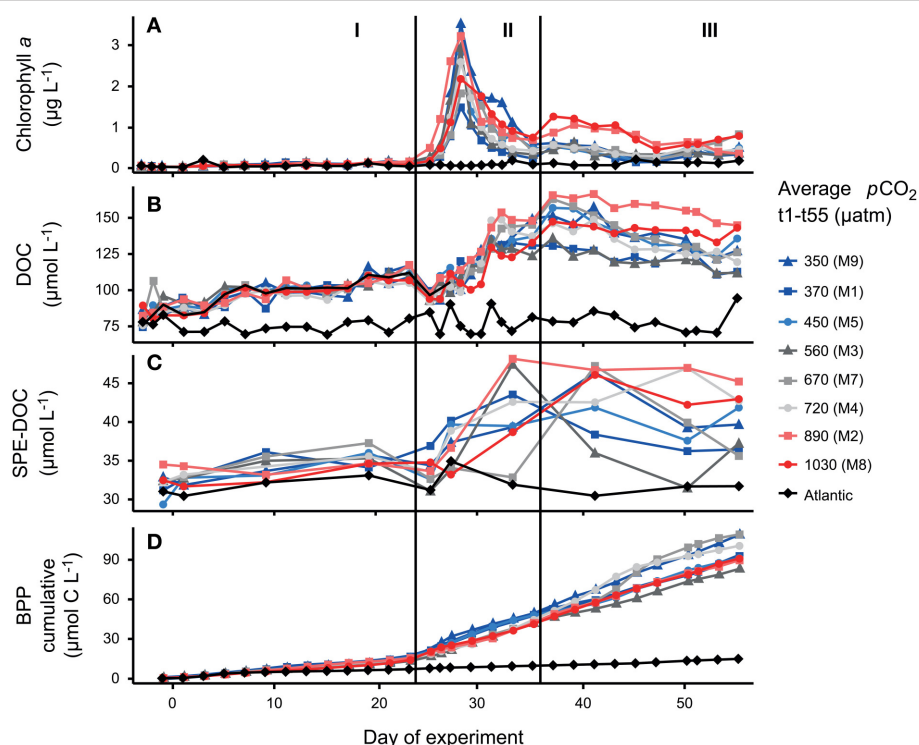 A
I
II
III
Chlorophyll a
(µg L-1)
3
2
1
0
B
DOC
(µmol L-1)
150
125
100
75
C
SPE-DOC
(µmol L-1)
45
40
35
30
D
BPP
cumulative
(µmol C L-1)
90
60
30
0
0
10
20
30
40
50
Day of experiment
Average pCO2
t1-t55 (µatm)
350 (M9)
370 (M1)
450 (M5)
560 (M3)
670 (M7)
720 (M4)
890 (M2)
1030 (M8)
Atlantic